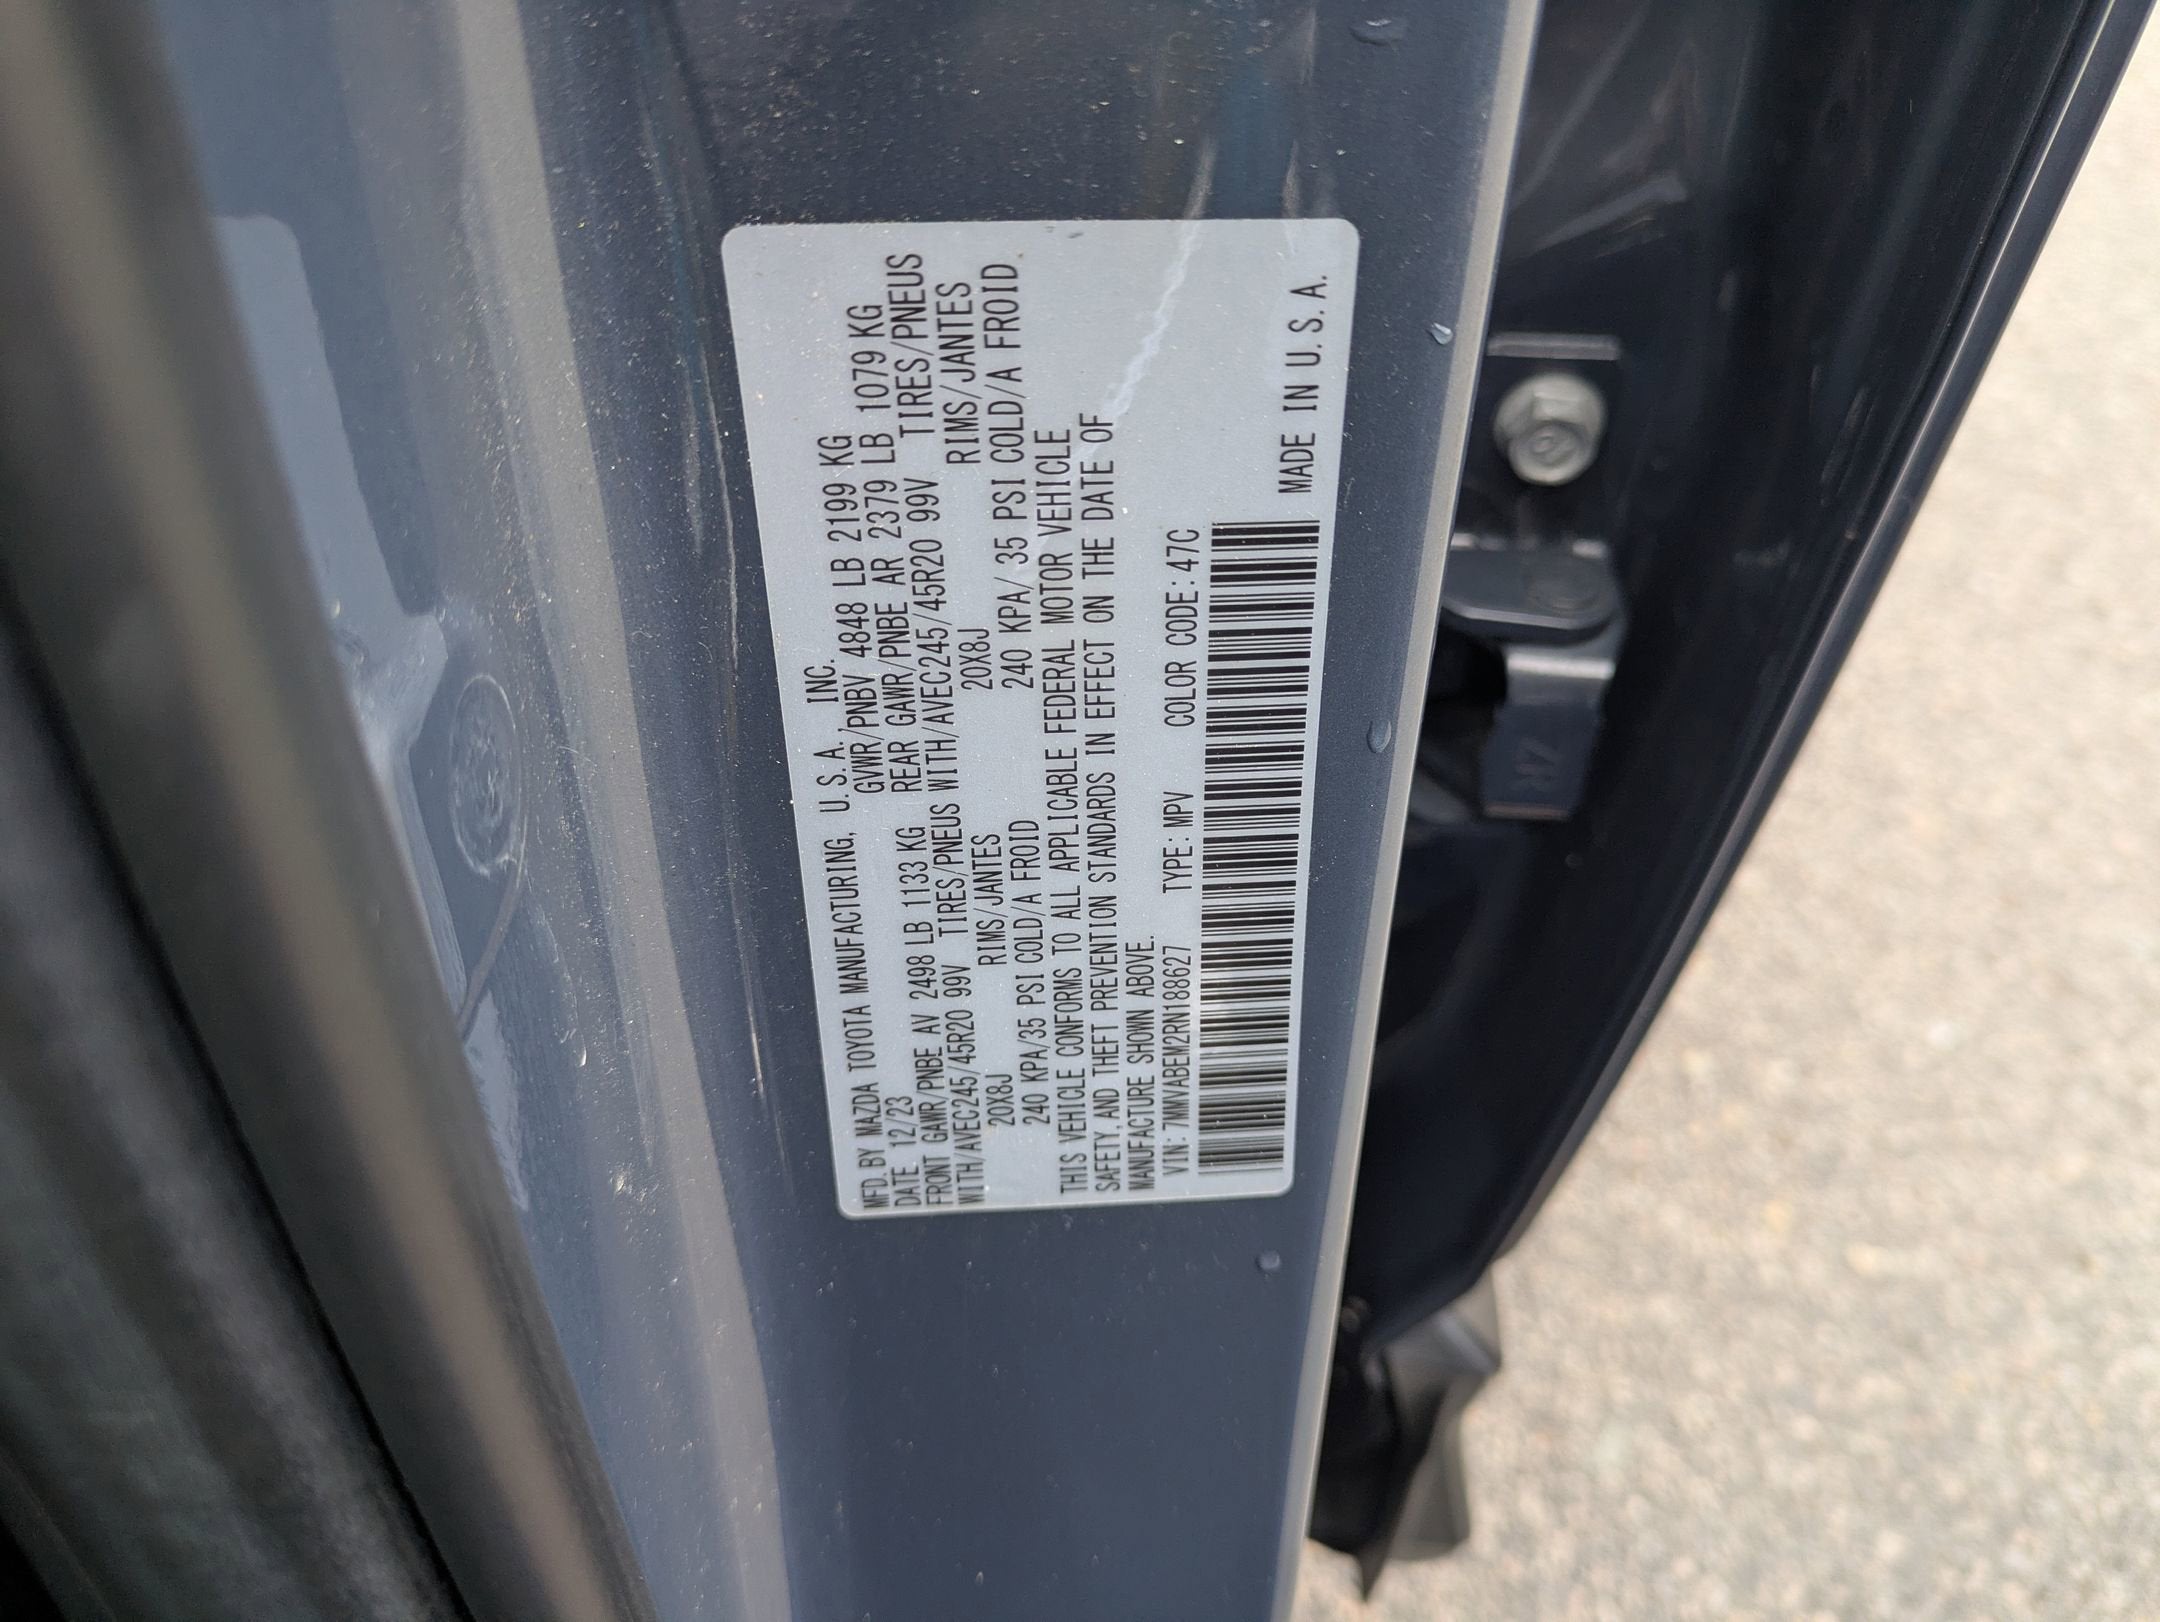 MFD. BY MAZDA TOYOTA MANUFACTURING, U.S.A., INC.
DATE 12/23 GVWR/PNBV 4848 LB 2199 KG
FRONT GAWR/PNBE AV 2498 LB 1133 KG REAR GAWR/PNBE AR 2379 LB 1079 KG
WITH/AVEC245/45R20 99V TIRES/PNEUS WITH/AVEC245/45R20 99V TIRES/PNEUS
20X8J RIMS/JANTES 20X8J RIMS/JANTES
240 KPA/35 PSI COLD/A FROID 240 KPA/ 35 PSI COLD/A FROID
THIS VEHICLE CONFORMS TO ALL APPLICABLE FEDERAL MOTOR VEHICLE
SAFETY, AND THEFT PREVENTION STANDARDS IN EFFECT ON THE DATE OF
MANUFACTURE SHOWN ABOVE.
VIN: 7MMVABEM2RN188627 TYPE: MPV COLOR CODE: 47C
MADE IN U.S.A.
ZR